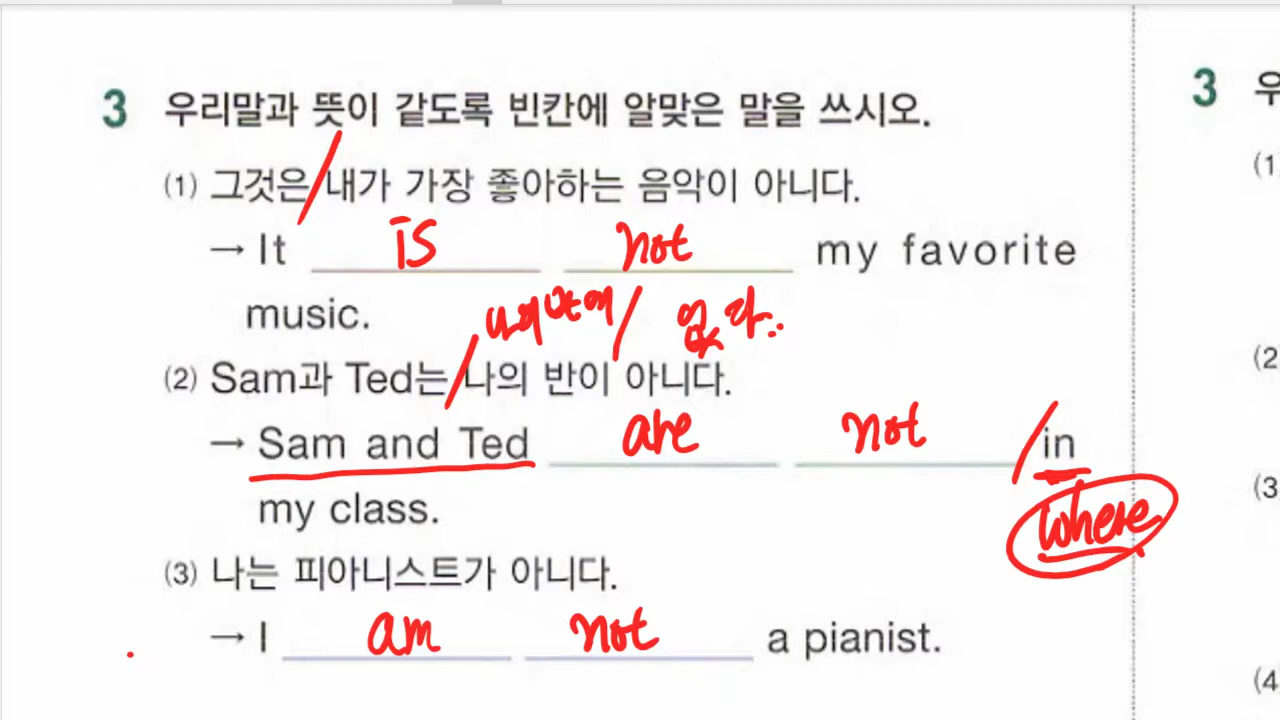 3 우리말과 뜻이 같도록 빈칸에 알맞은 말을 쓰시오.
(1) 그것은 내가 가장 좋아하는 음악이 아니다.
→ It is not my favorite
music.
나의 반에 없다..
(2) Sam과 Ted는 나의 반이 아니다.
→ Sam and Ted are not in
my class.
where
(3) 나는 피아니스트가 아니다.
→ I am not a pianist.
3 우
(1)
(2
(3
(4